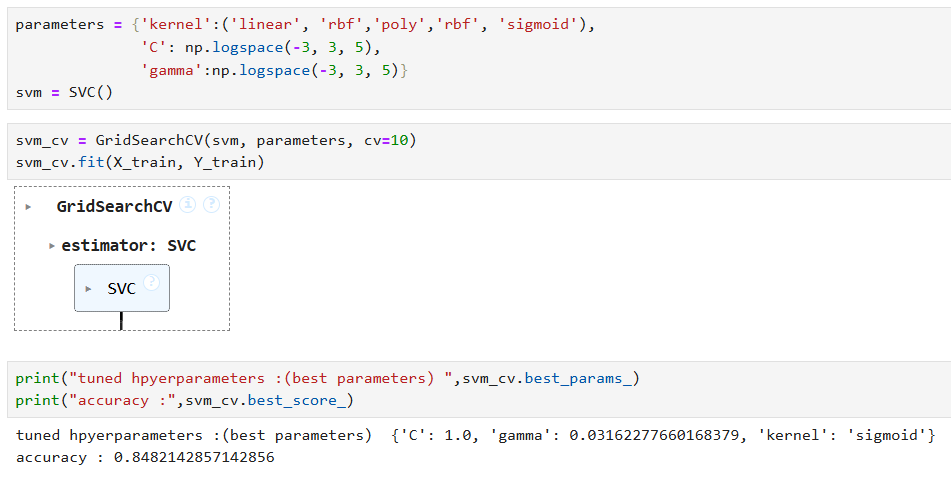 parameters = {'kernel':('linear', 'rbf','poly','rbf', 'sigmoid'),
              'C': np.logspace(-3, 3, 5),
              'gamma':np.logspace(-3, 3, 5)}
svm = SVC()
svm_cv = GridSearchCV(svm, parameters, cv=10)
svm_cv.fit(X_train, Y_train)
GridSearchCV i ?
estimator: SVC
SVC ?
print("tuned hpyerparameters :(best parameters) ",svm_cv.best_params_)
print("accuracy :",svm_cv.best_score_)
tuned hpyerparameters :(best parameters)  {'C': 1.0, 'gamma': 0.03162277660168379, 'kernel': 'sigmoid'}
accuracy : 0.8482142857142856